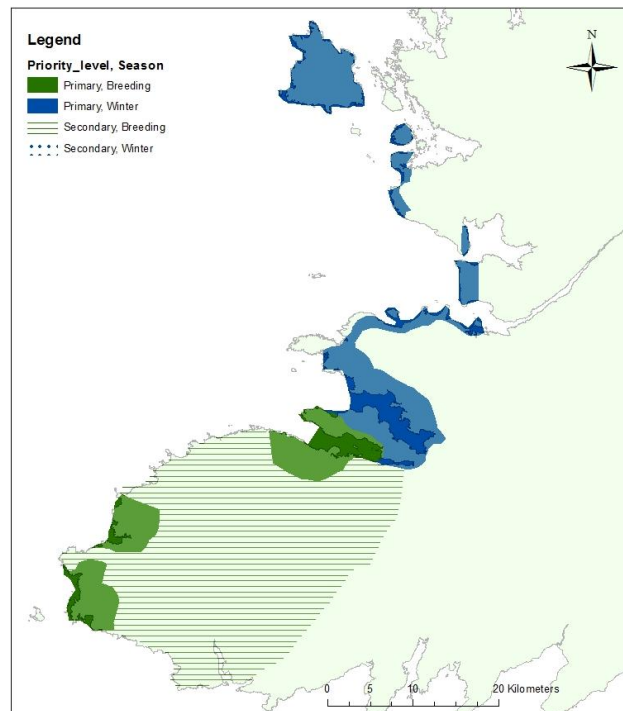 Legend
N
Priority_level, Season
Primary, Breeding
Primary, Winter
Secondary, Breeding
Secondary, Winter
0 5 10 20 Kilometers